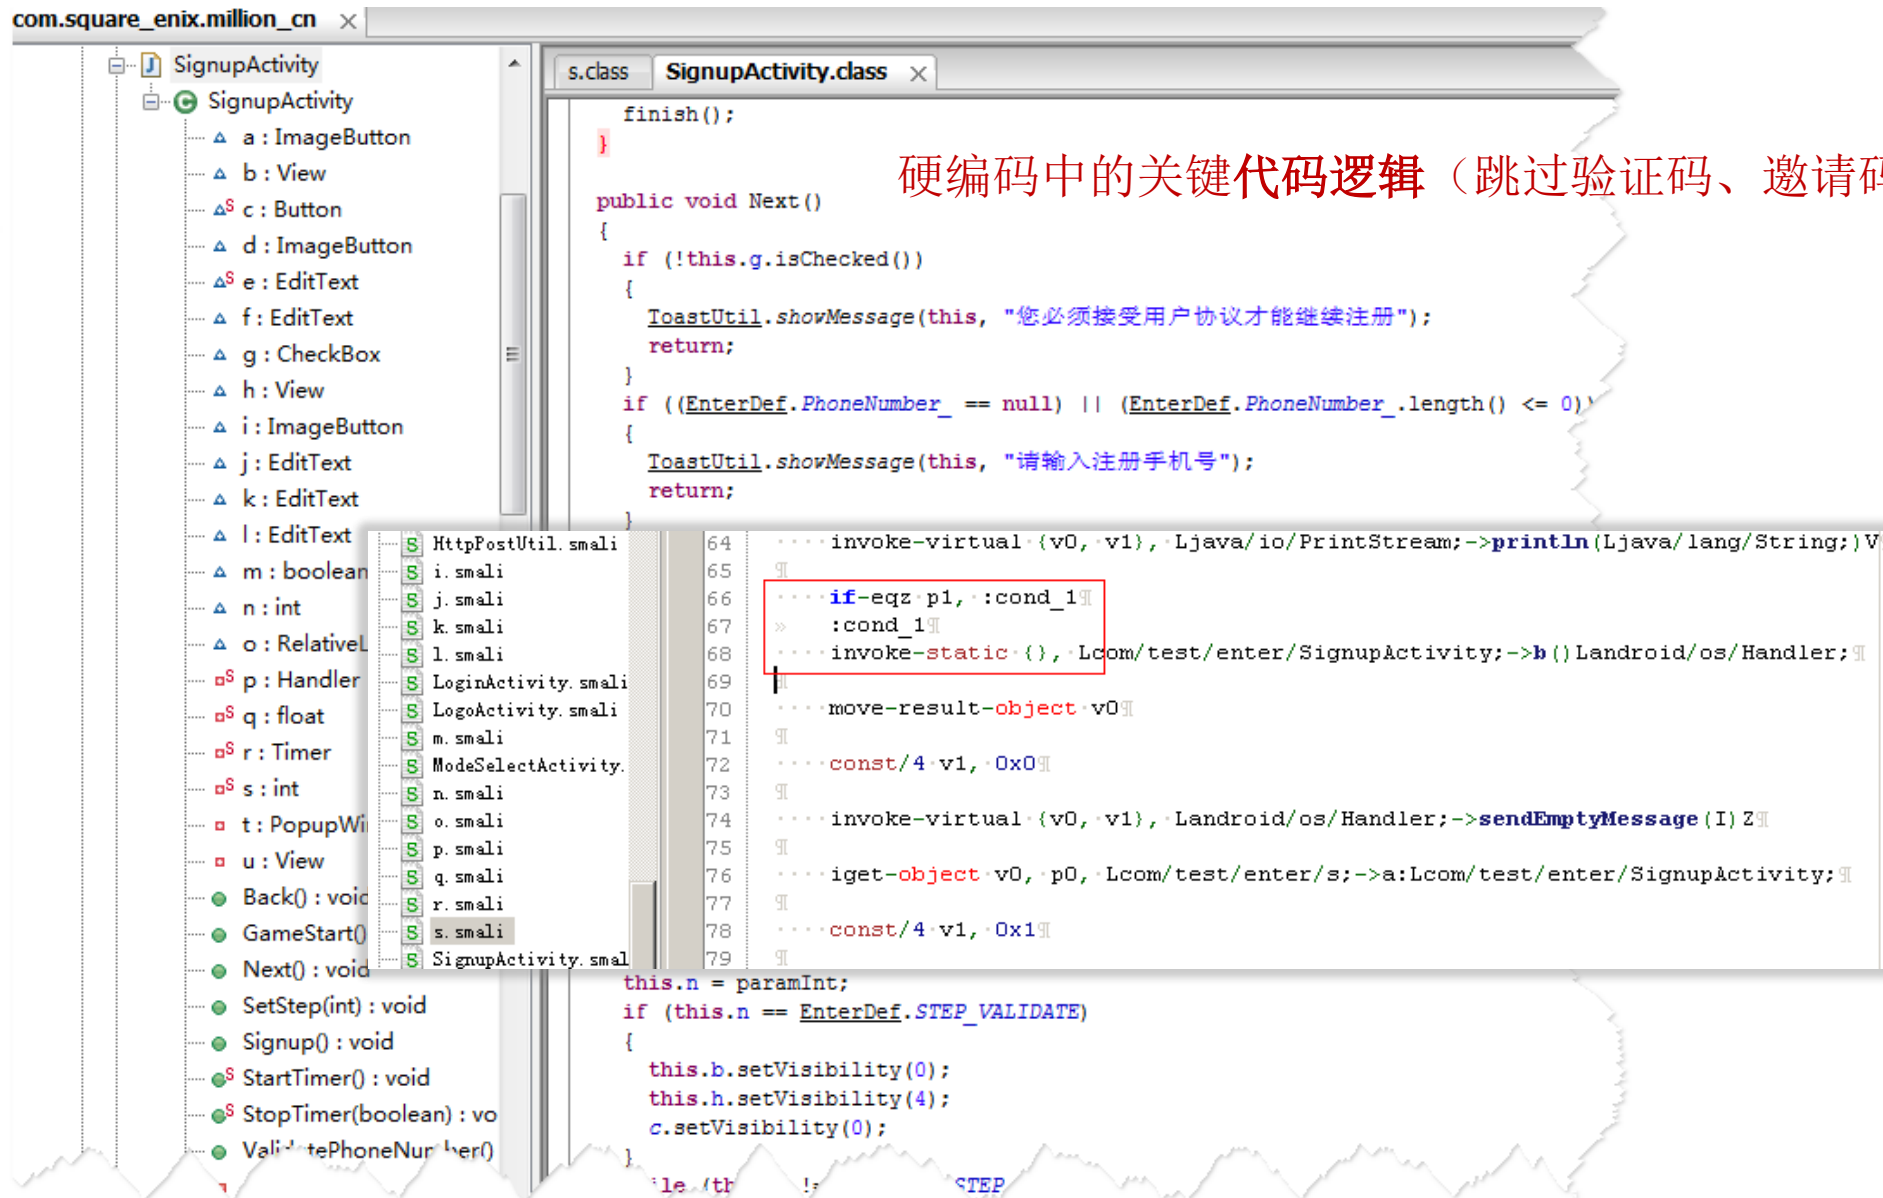 com.square_enix.million_cn
SignupActivity
SignupActivity
a : ImageButton
b : View
c : Button
d : ImageButton
e : EditText
f : EditText
g : CheckBox
h : View
i : ImageButton
j : EditText
k : EditText
l : EditText
m : boolean
n : int
o : RelativeL
p : Handler
q : float
r : Timer
s : int
t : PopupWi
u : View
Back() : void
GameStart()
Next() : void
SetStep(int) : void
Signup() : void
StartTimer() : void
StopTimer(boolean) : vo
s.class SignupActivity.class
finish();
}
硬编码中的关键代码逻辑（跳过验证码、邀请码
public void Next()
{
if (!this.g.isChecked())
{
ToastUtil.showMessage(this, "您必须接受用户协议才能继续注册");
return;
}
if ((EnterDef.PhoneNumber_ == null) || (EnterDef.PhoneNumber_.length() <= 0))
{
ToastUtil.showMessage(this, "请输入注册手机号");
return;
}
HttpPostUtil.smali
i.smali
j.smali
k.smali
l.smali
LoginActivity.smali
LogoActivity.smali
m.smali
ModeSelectActivity.
n.smali
o.smali
p.smali
q.smali
r.smali
s.smali
SignupActivity.smal
64 invoke-virtual {v0, v1}, Ljava/io/PrintStream;->println(Ljava/lang/String;)V
65
66 if-eqz p1, :cond_1
67 :cond_1
68 invoke-static {}, Lcom/test/enter/SignupActivity;->b()Landroid/os/Handler;
69
70 move-result-object v0
71
72 const/4 v1, 0x0
73
74 invoke-virtual {v0, v1}, Landroid/os/Handler;->sendEmptyMessage(I)Z
75
76 iget-object v0, p0, Lcom/test/enter/s;->a:Lcom/test/enter/SignupActivity;
77
78 const/4 v1, 0x1
79
this.n = paramInt;
if (this.n == EnterDef.STEP_VALIDATE)
{
this.b.setVisibility(0);
this.h.setVisibility(4);
c.setVisibility(0);
}